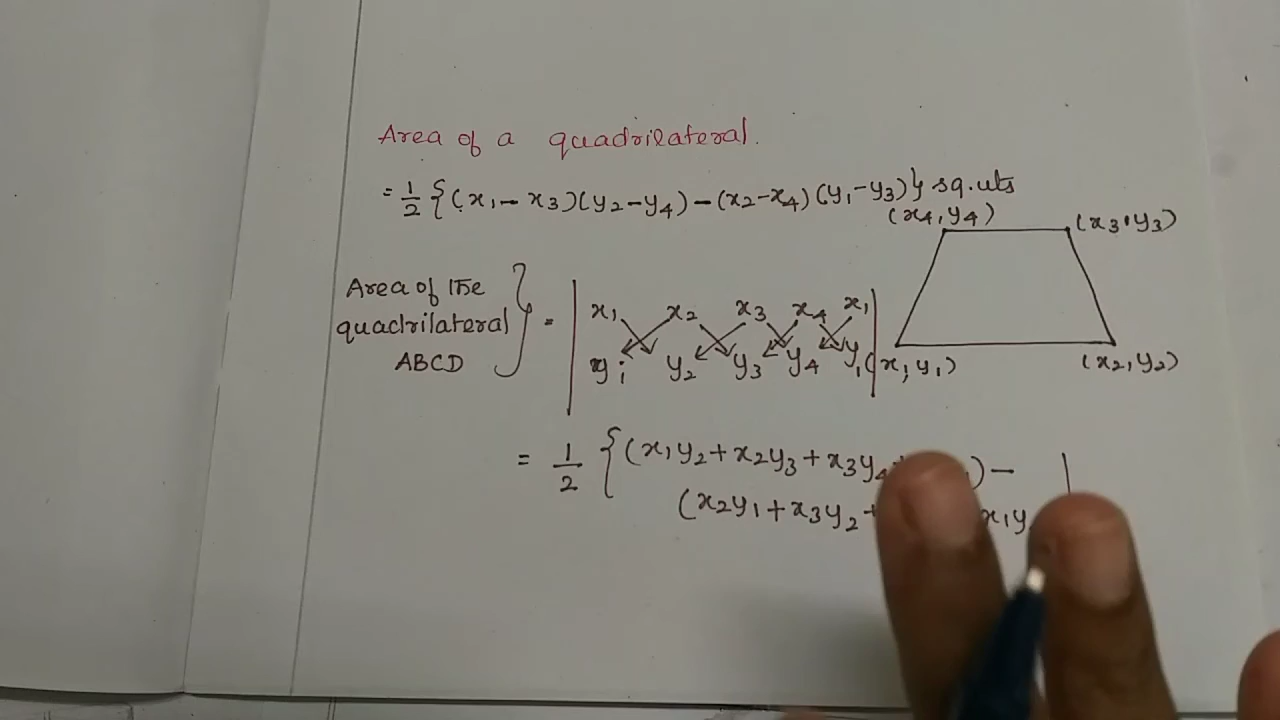 Area of a quadrilateral.
= 1/2 {(x1 - x3)(y2 - y4) - (x2 - x4)(y1 - y3)} sq.uts
(x4, y4)
(x3, y3)
Area of the
quadrilateral
ABCD
} = | x1 x2 x3 x4 x1 |
y1 y2 y3 y4 y1
(x1, y1)
(x2, y2)
= 1/2 {(x1y2 + x2y3 + x3y4 ) -
(x2y1 + x3y2 + x1y